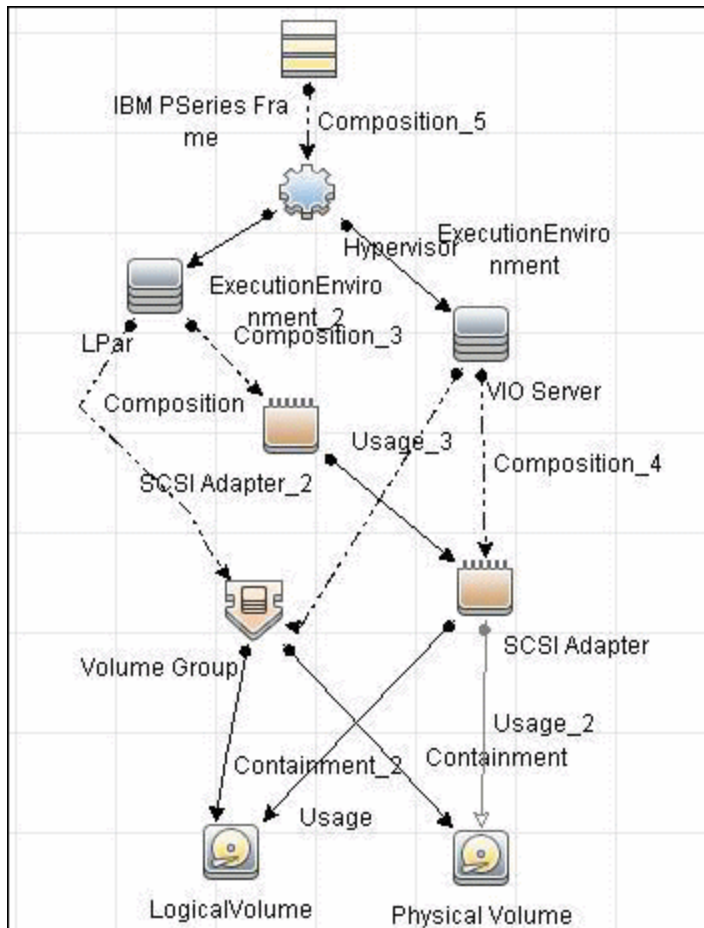 IBM PSeries Fra
me
Composition_5
Hypervisor
ExecutionEnviro
nment
ExecutionEnviro
nment_2
LPar
Composition_3
VIO Server
Composition
Usage_3
Composition_4
SCSI Adapter_2
SCSI Adapter
Volume Group
Usage_2
Containment
Containment_2
Usage
LogicalVolume
Physical Volume